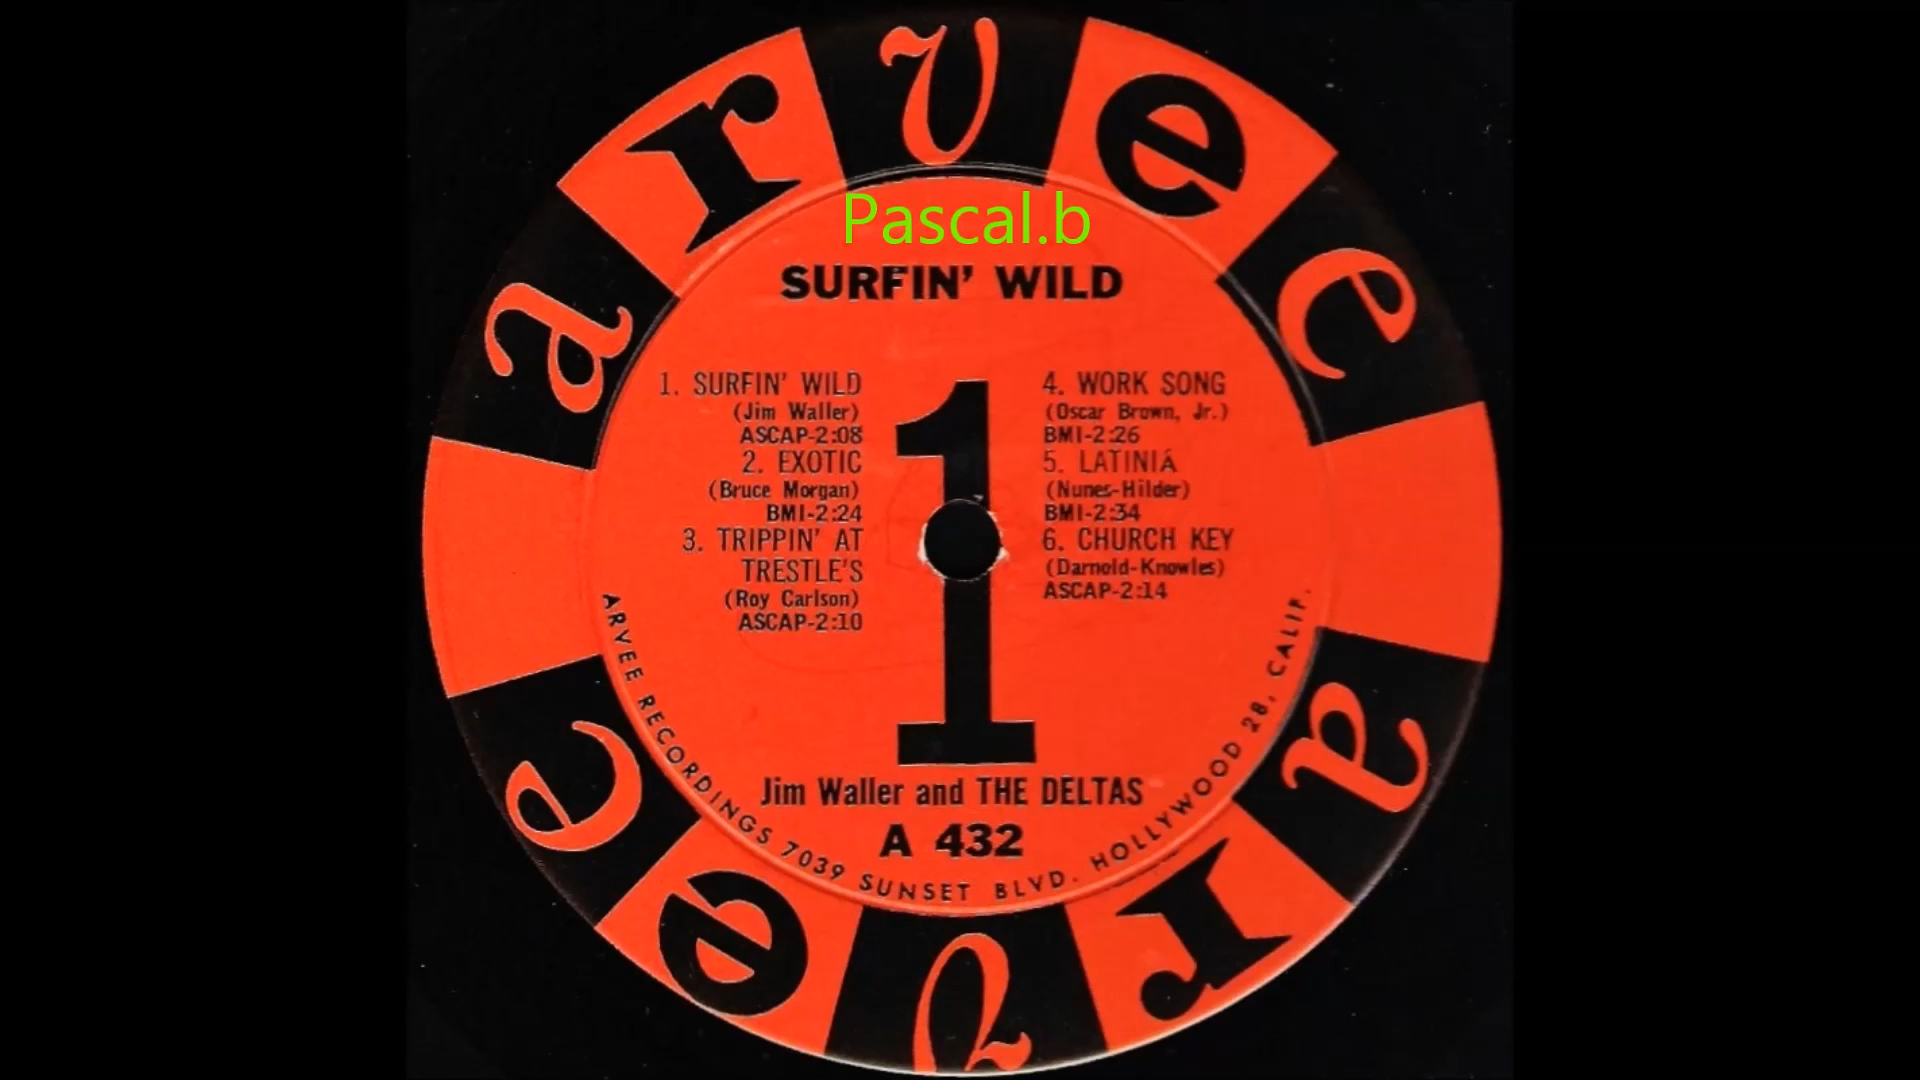 arvee
Pascal.b
SURFIN' WILD
1. SURFIN' WILD
(Jim Waller)
ASCAP-2:08
2. EXOTIC
(Bruce Morgan)
BMI-2:24
3. TRIPPIN' AT
TRESTLE'S
(Roy Carlson)
ASCAP-2:10
4. WORK SONG
(Oscar Brown, Jr.)
BMI-2:26
5. LATINIÁ
(Nunes-Hilder)
BMI-2:34
6. CHURCH KEY
(Darnold-Knowles)
ASCAP-2:14
1
Jim Waller and THE DELTAS
A 432
ARVEE RECORDINGS 7039 SUNSET BLVD. HOLLYWOOD 28, CALIF.
arvee